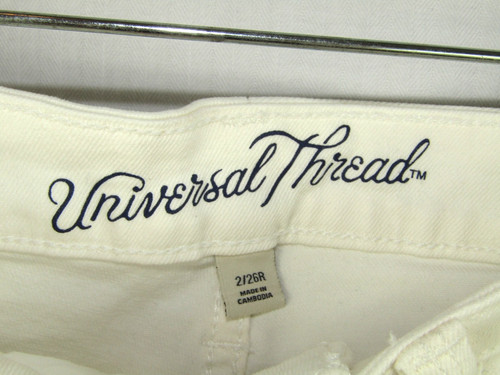 Universal Thread™
2/26R
MADE IN
CAMBODIA